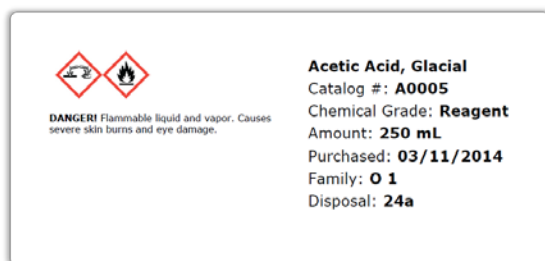 DANGER! Flammable liquid and vapor. Causes
severe skin burns and eye damage.
Acetic Acid, Glacial
Catalog #: A0005
Chemical Grade: Reagent
Amount: 250 mL
Purchased: 03/11/2014
Family: O 1
Disposal: 24a